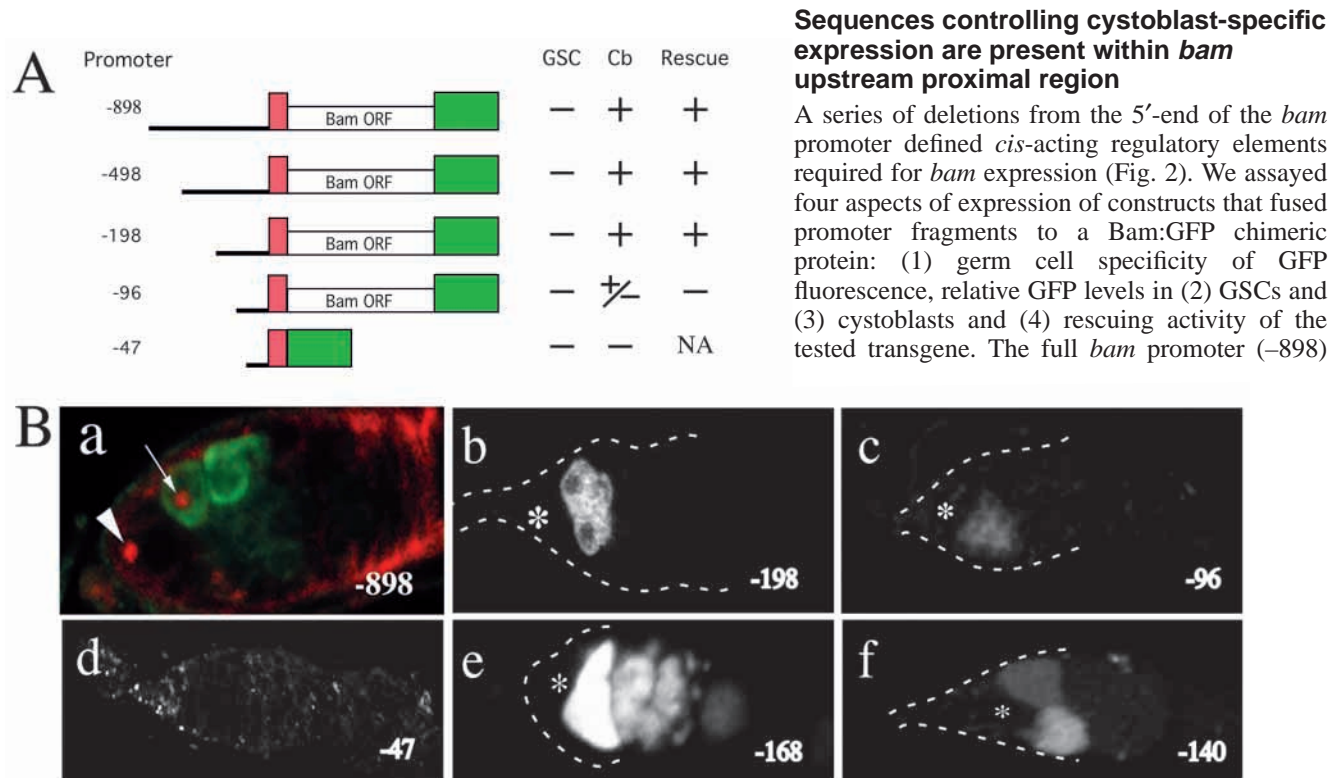 A
Promoter GSC Cb Rescue
-898 Bam ORF − + +
-498 Bam ORF − + +
-198 Bam ORF − + +
-96 Bam ORF − +/− −
-47 − − NA
Sequences controlling cystoblast-specific
expression are present within bam
upstream proximal region
A series of deletions from the 5′-end of the bam
promoter defined cis-acting regulatory elements
required for bam expression (Fig. 2). We assayed
four aspects of expression of constructs that fused
promoter fragments to a Bam:GFP chimeric
protein: (1) germ cell specificity of GFP
fluorescence, relative GFP levels in (2) GSCs and
(3) cystoblasts and (4) rescuing activity of the
tested transgene. The full bam promoter (–898)
B
a -898
b * -198
c * -96
d -47
e * -168
f * -140